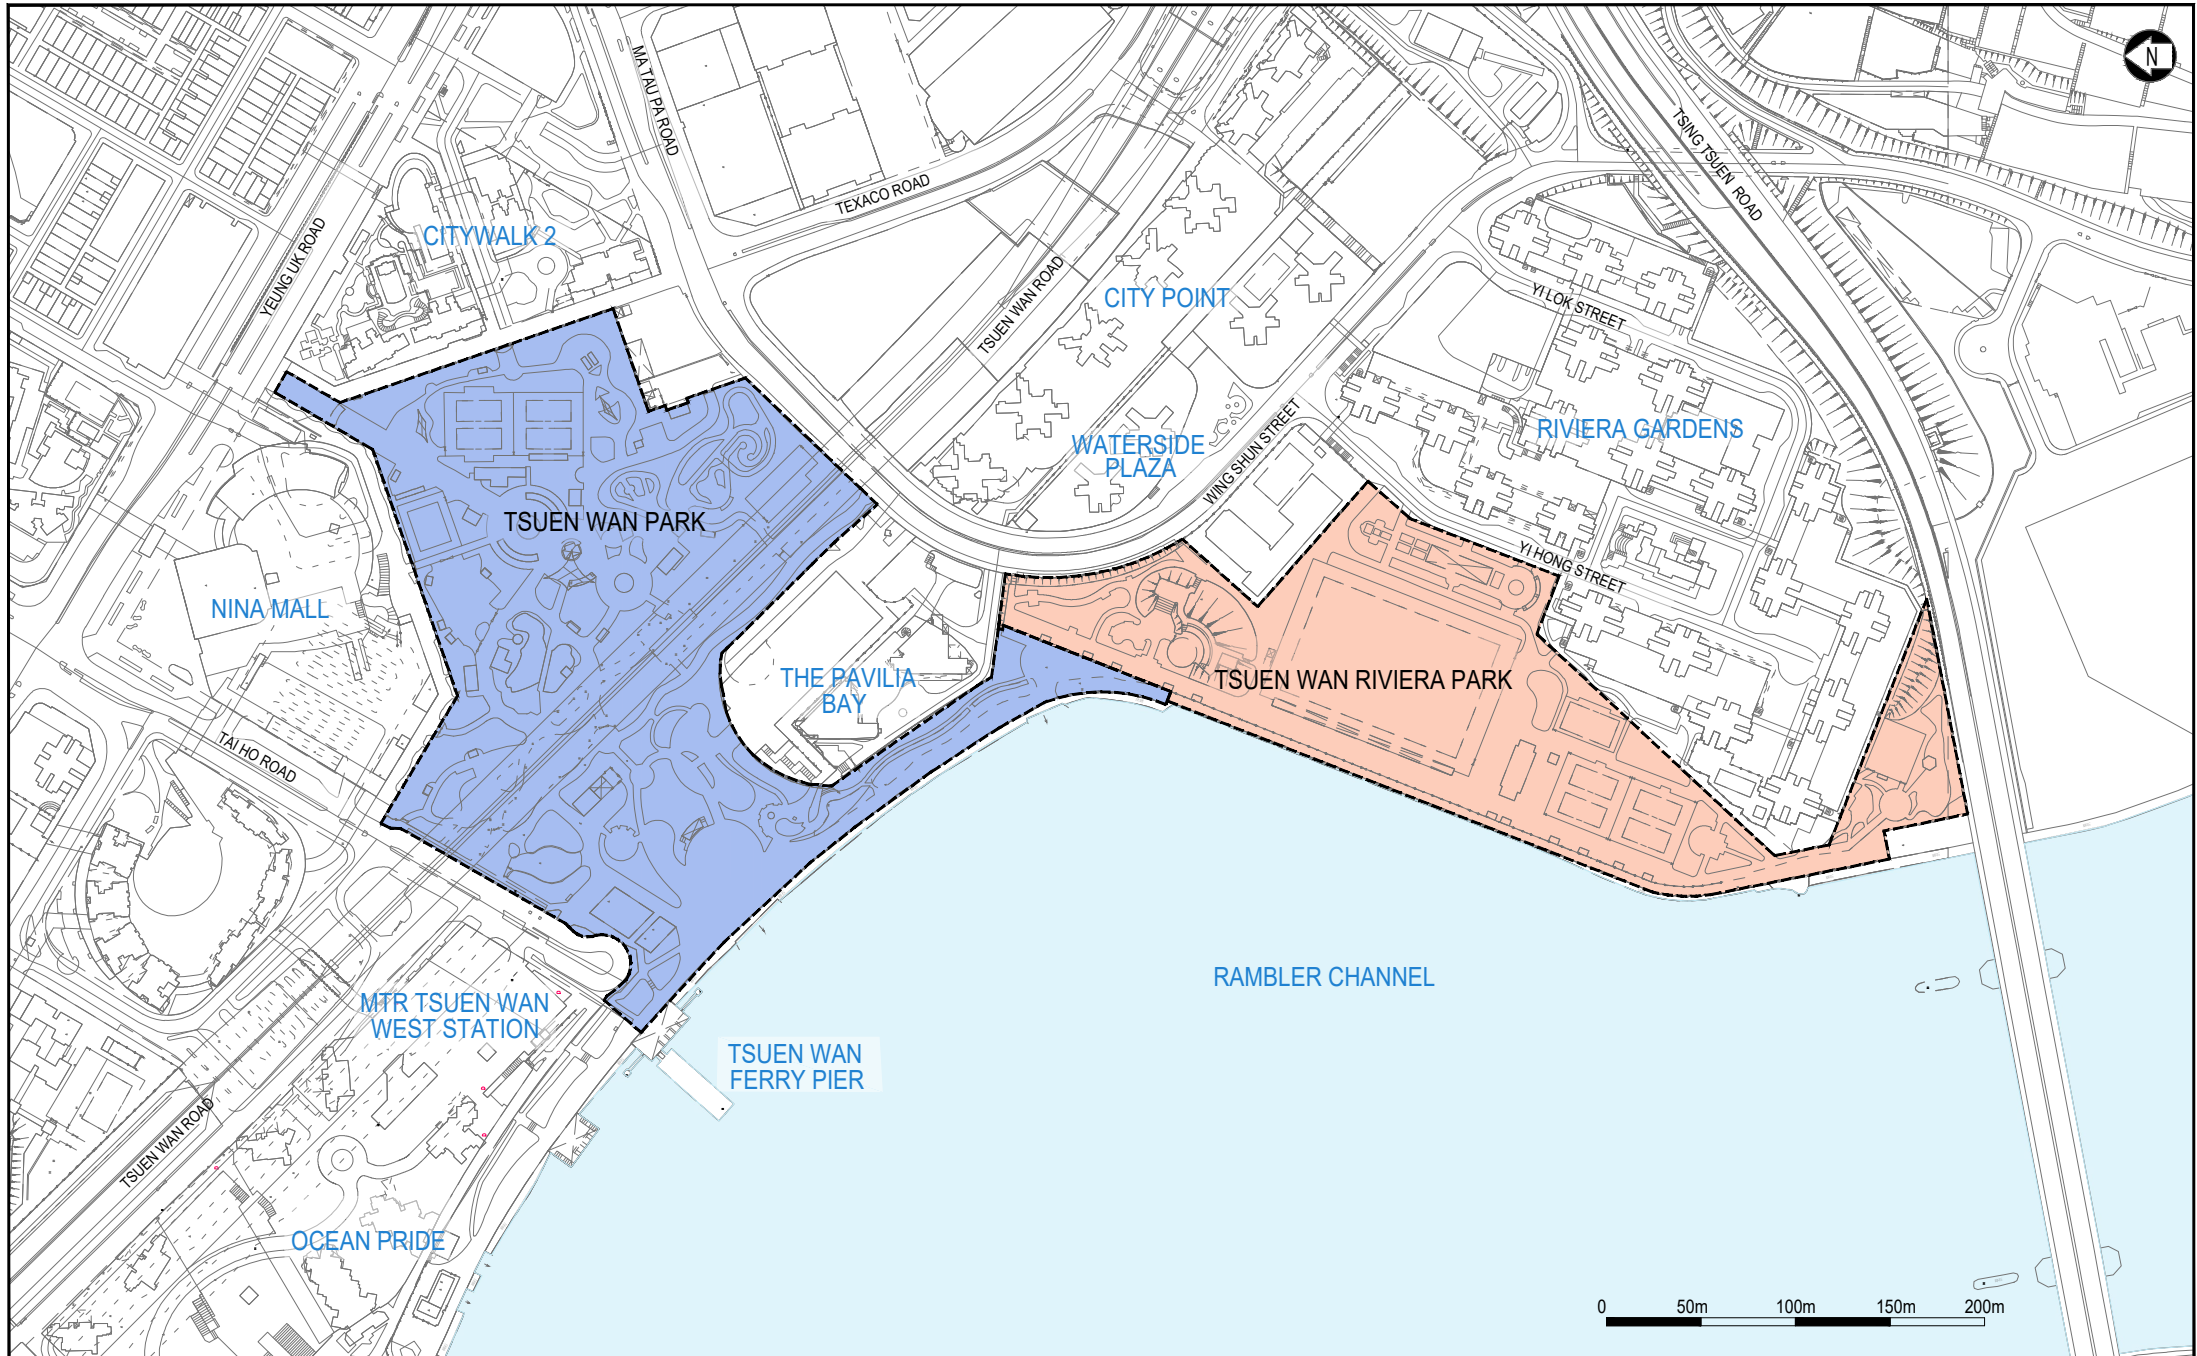 N
MA TAU PA ROAD
TSING TSUEN ROAD
TEXACO ROAD
CITYWALK 2
YEUNG UK ROAD
CITY POINT
TSUEN WAN ROAD
YI LOK STREET
RIVIERA GARDENS
WATERSIDE
PLAZA
WING SHUN STREET
TSUEN WAN PARK
YI HONG STREET
NINA MALL
THE PAVILIA
BAY
TSUEN WAN RIVIERA PARK
TAI HO ROAD
RAMBLER CHANNEL
MTR TSUEN WAN
WEST STATION
TSUEN WAN
FERRY PIER
TSUEN WAN ROAD
OCEAN PRIDE
0 50m 100m 150m 200m